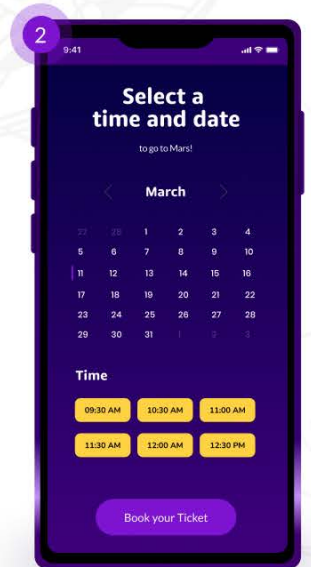 2
9:41
Select a
time and date
to go to Mars!
March
27 28 1 2 3 4
5 6 7 8 9 10
11 12 13 14 15 16
17 18 19 20 21 22
23 24 25 26 27 28
29 30 31 1 2 3
Time
09:30 AM 10:30 AM 11:00 AM
11:30 AM 12:00 AM 12:30 PM
Book your Ticket